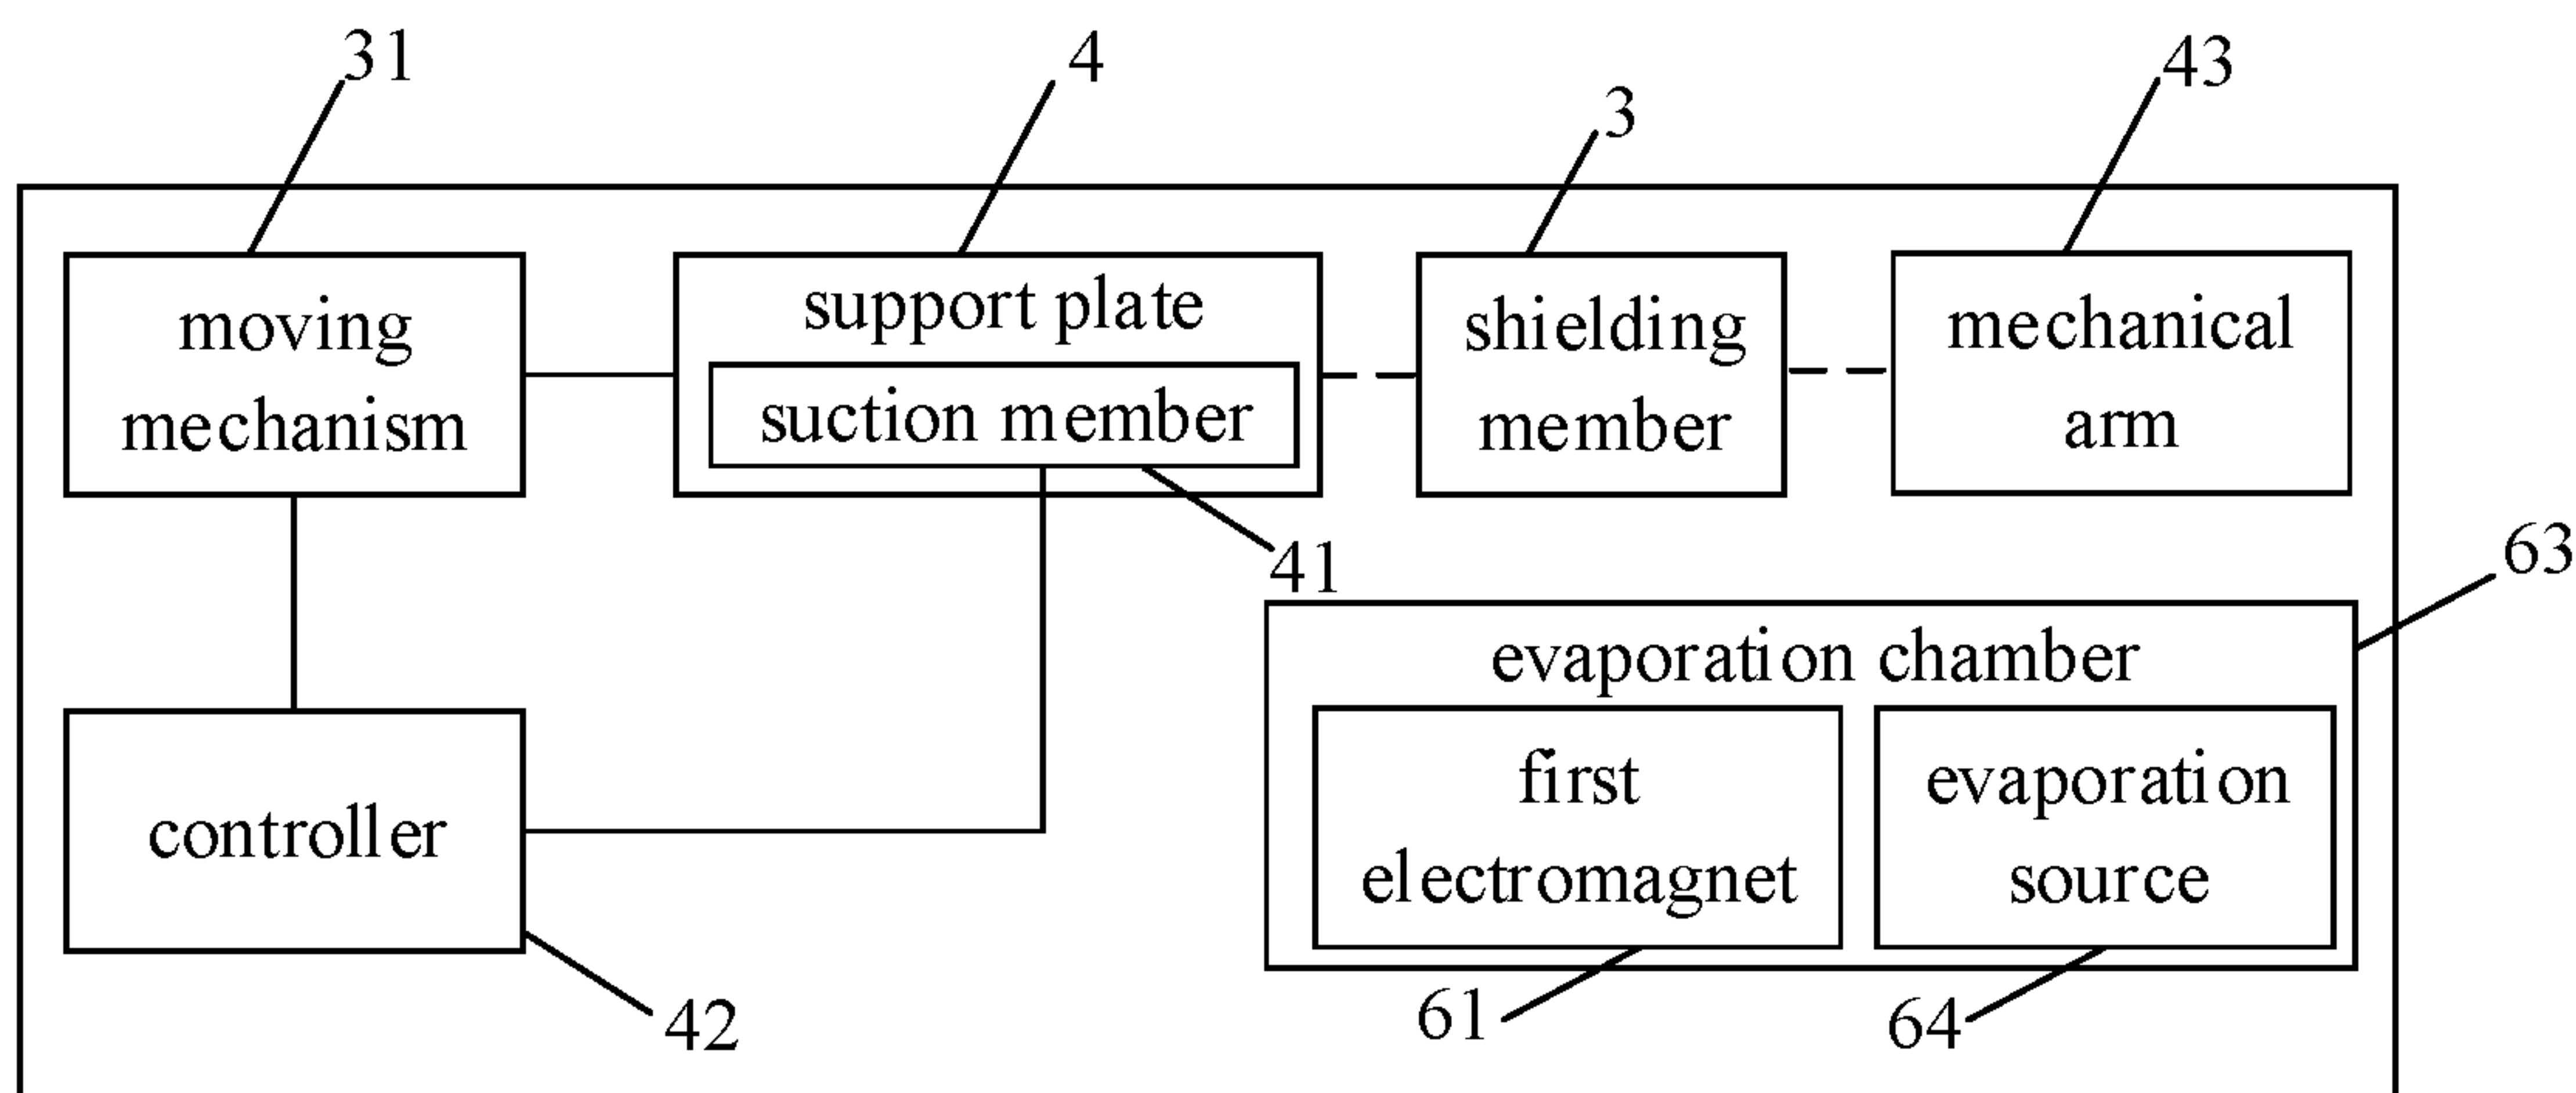 31
4
3
43
moving
mechanism
support plate
suction member
shielding
member
mechanical
arm
41
63
evaporation chamber
controller
first
electromagnet
evaporation
source
42
61
64